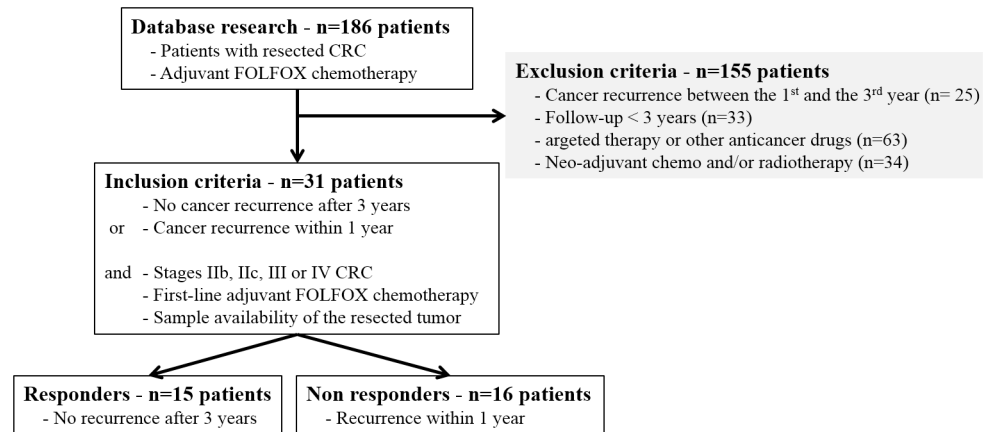 Database research - n=186 patients
- Patients with resected CRC
- Adjuvant FOLFOX chemotherapy
Exclusion criteria - n=155 patients
- Cancer recurrence between the 1st and the 3rd year (n= 25)
- Follow-up < 3 years (n=33)
- argeted therapy or other anticancer drugs (n=63)
- Neo-adjuvant chemo and/or radiotherapy (n=34)
Inclusion criteria - n=31 patients
- No cancer recurrence after 3 years
or - Cancer recurrence within 1 year
and - Stages IIb, IIc, III or IV CRC
- First-line adjuvant FOLFOX chemotherapy
- Sample availability of the resected tumor
Responders - n=15 patients
- No recurrence after 3 years
Non responders - n=16 patients
- Recurrence within 1 year